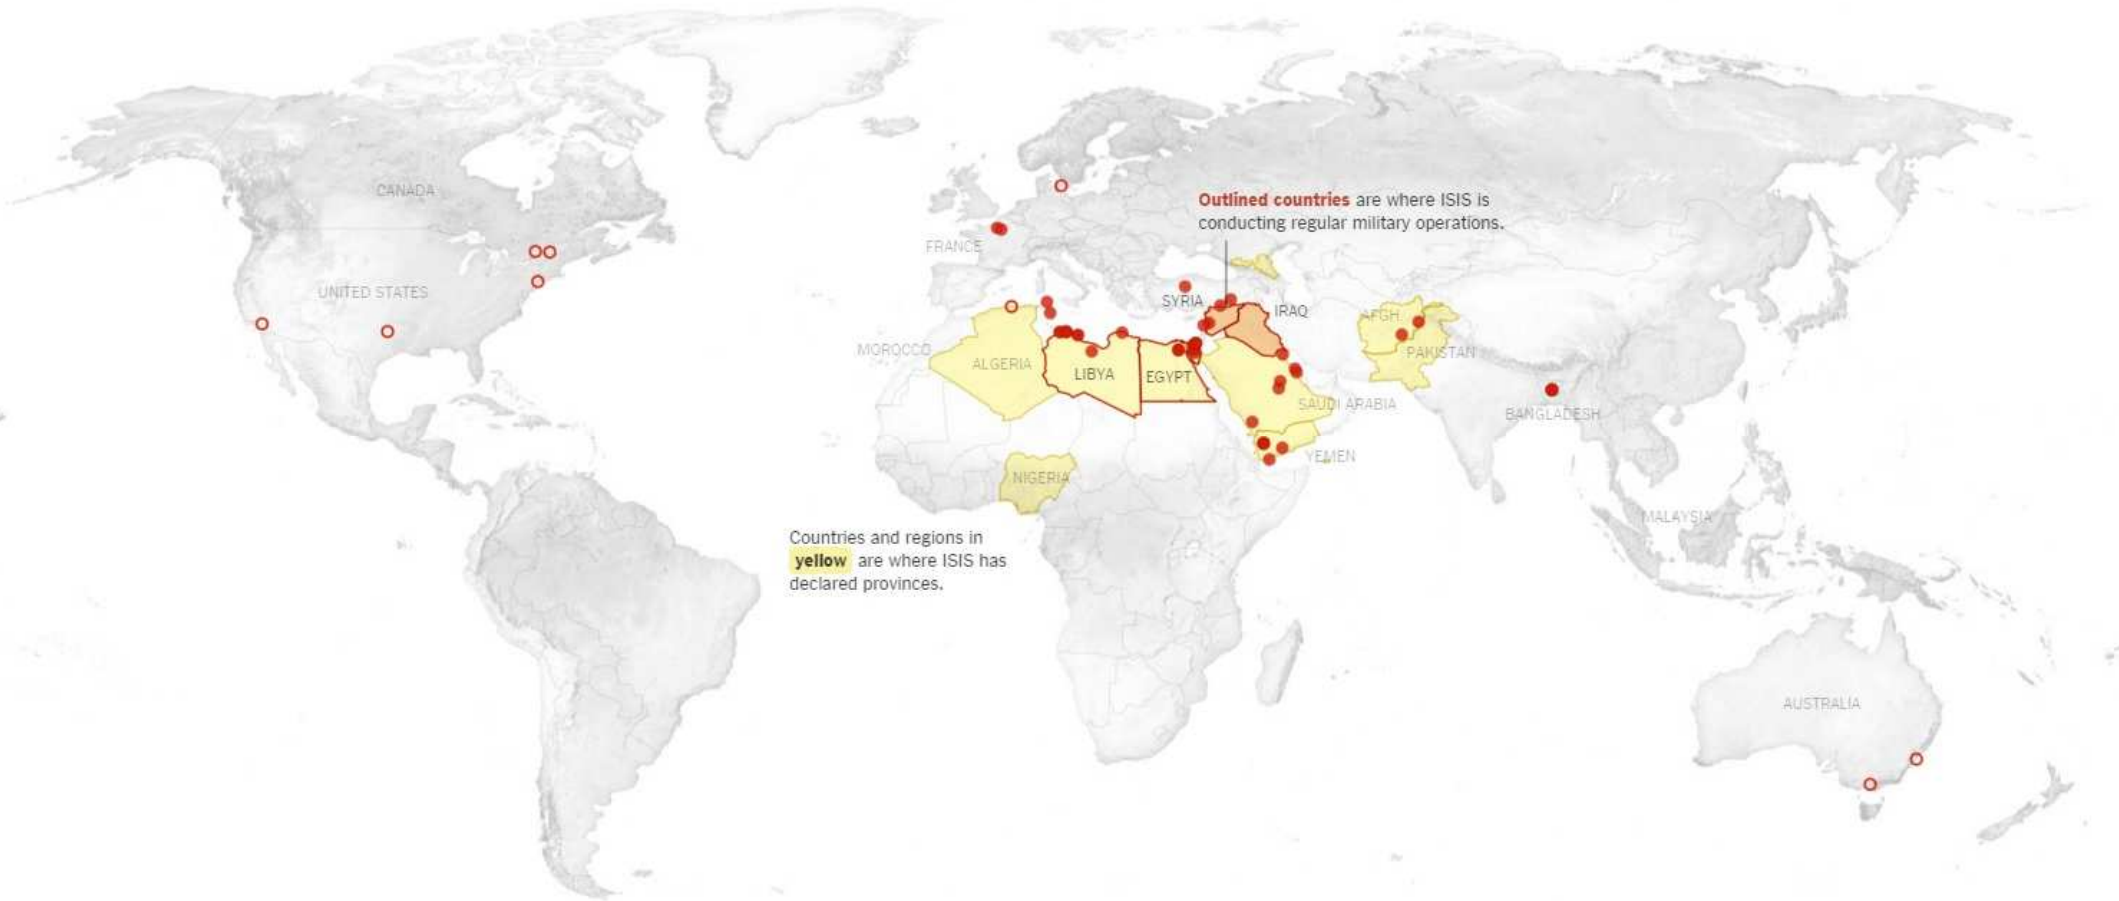 CANADA
Outlined countries are where ISIS is
conducting regular military operations.
FRANCE
UNITED STATES
SYRIA
IRAQ
AFGH.
MOROCCO
PAKISTAN
ALGERIA
LIBYA
EGYPT
SAUDI ARABIA
BANGLADESH
YEMEN
NIGERIA
MALAYSIA
Countries and regions in
yellow are where ISIS has
declared provinces.
AUSTRALIA